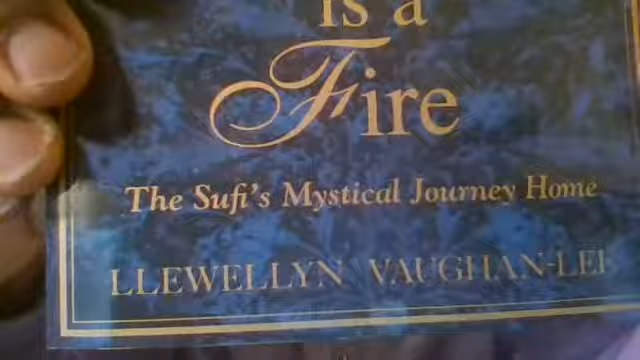 is a
Fire
The Sufi's Mystical Journey Home
LLEWELLYN VAUGHAN-LEE